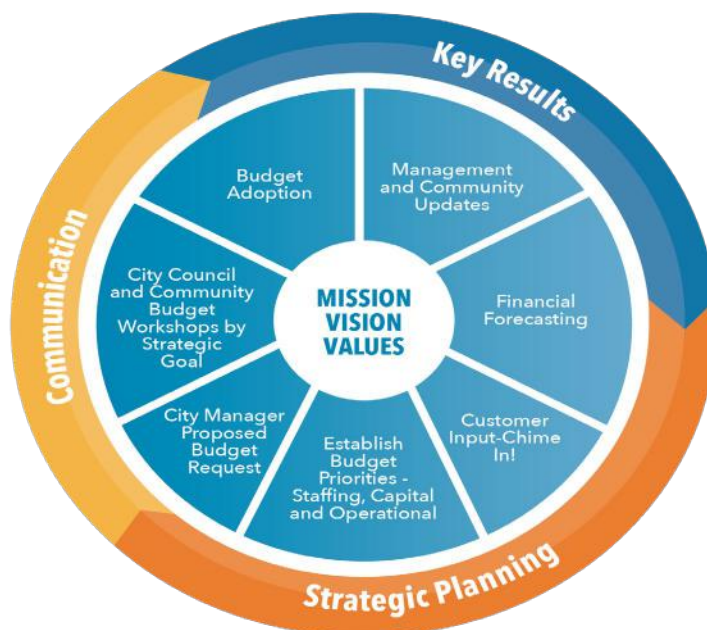 Key Results
Budget
Adoption
Management
and Community
Updates
Communication
City Council
and Community
Budget
Workshops by
Strategic
Goal
MISSION
VISION
VALUES
Financial
Forecasting
City Manager
Proposed
Budget
Request
Establish
Budget
Priorities -
Staffing, Capital
and Operational
Customer
Input-Chime
In!
Strategic Planning